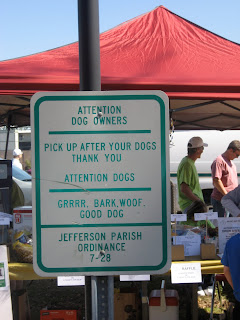 ATTENTION
DOG OWNERS
PICK UP AFTER YOUR DOGS
THANK YOU
ATTENTION DOGS
GRRRR, BARK, WOOF.
GOOD DOG
JEFFERSON PARISH
ORDINANCE
7-28